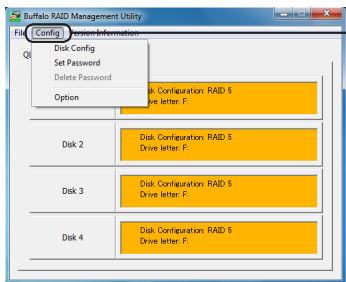 Buffalo RAID Management Utility
File Config Version Information
Disk Config
Set Password
Delete Password
Option
Disk Configuration: RAID 5
Drive letter: F:
Disk 2
Disk Configuration: RAID 5
Drive letter: F:
Disk 3
Disk Configuration: RAID 5
Drive letter: F:
Disk 4
Disk Configuration: RAID 5
Drive letter: F: